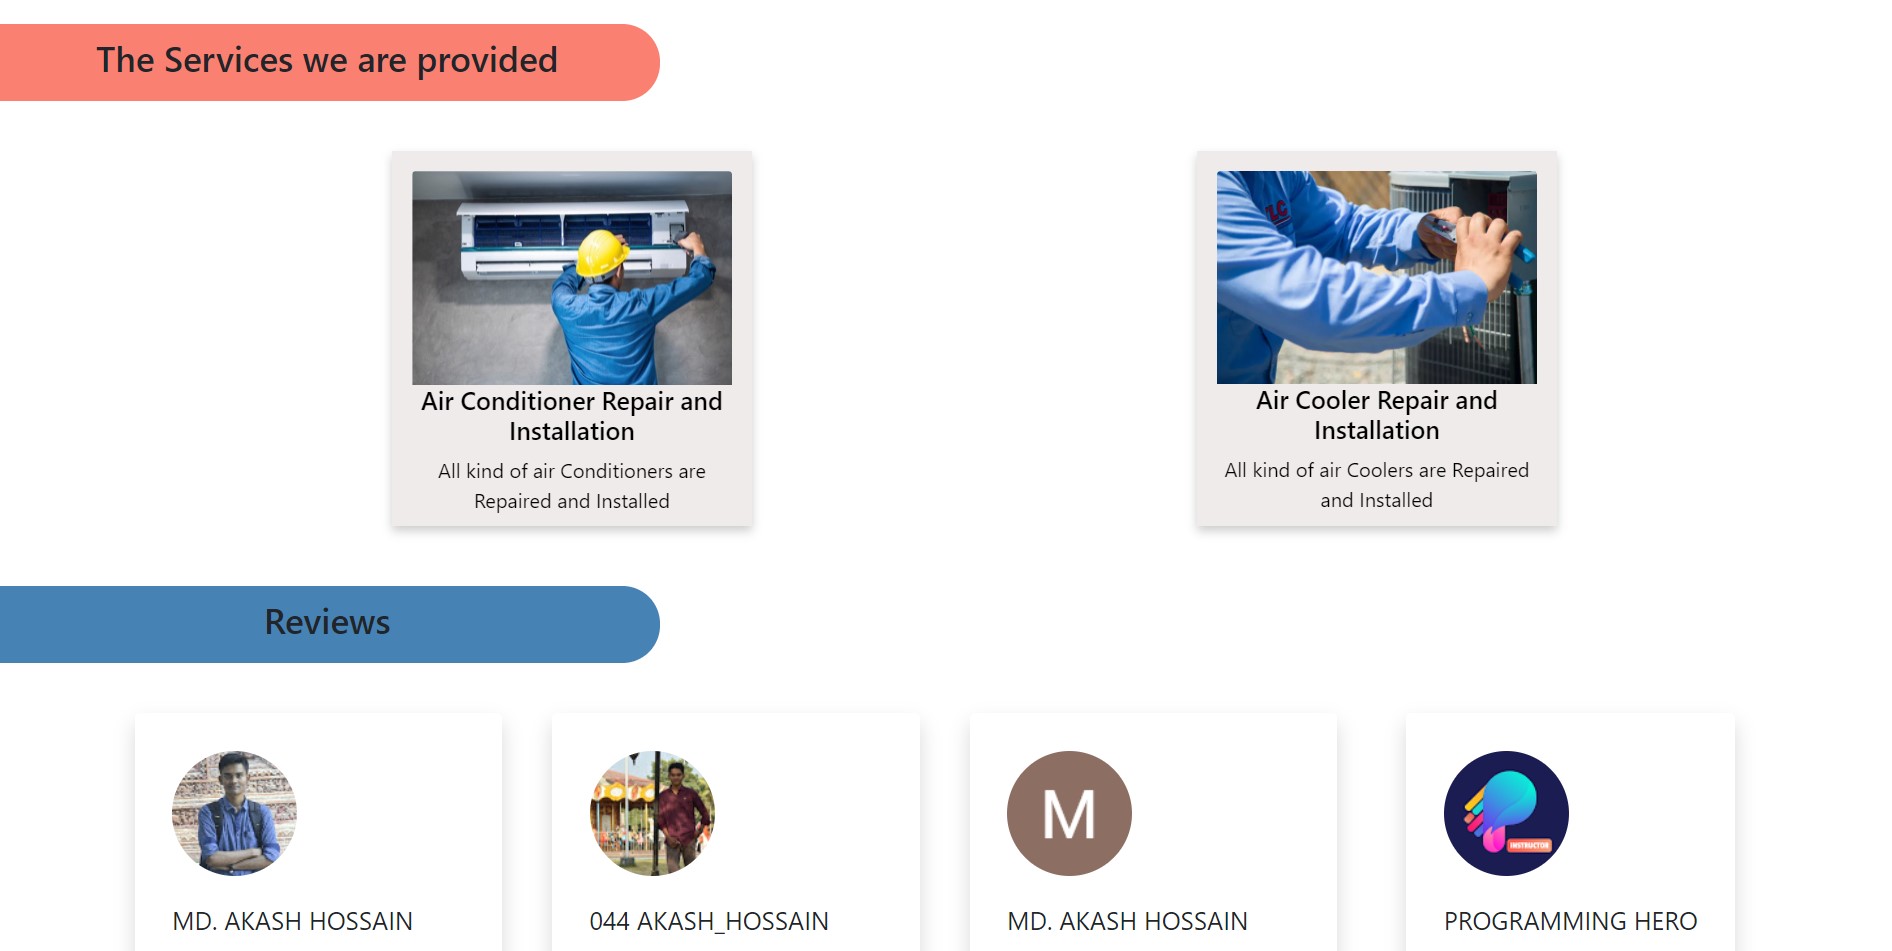 The Services we are provided
LC
Air Conditioner Repair and
Installation
All kind of air Conditioners are
Repaired and Installed
Air Cooler Repair and
Installation
All kind of air Coolers are Repaired
and Installed
Reviews
M
INSTRUCTOR
MD. AKASH HOSSAIN
044 AKASH_HOSSAIN
MD. AKASH HOSSAIN
PROGRAMMING HERO